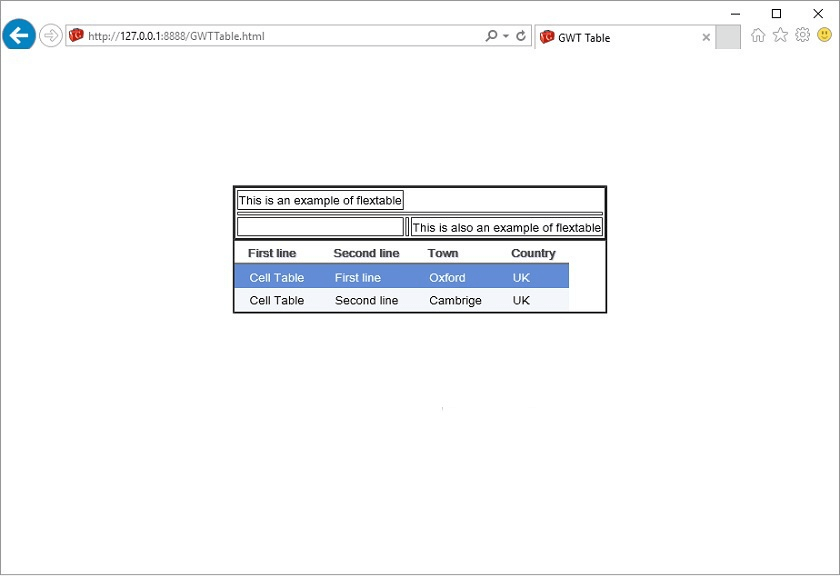 http://127.0.0.1:8888/GWTTable.html
GWT Table
This is an example of flextable
This is also an example of flextable
First line Second line Town Country
Cell Table First line Oxford UK
Cell Table Second line Cambrige UK